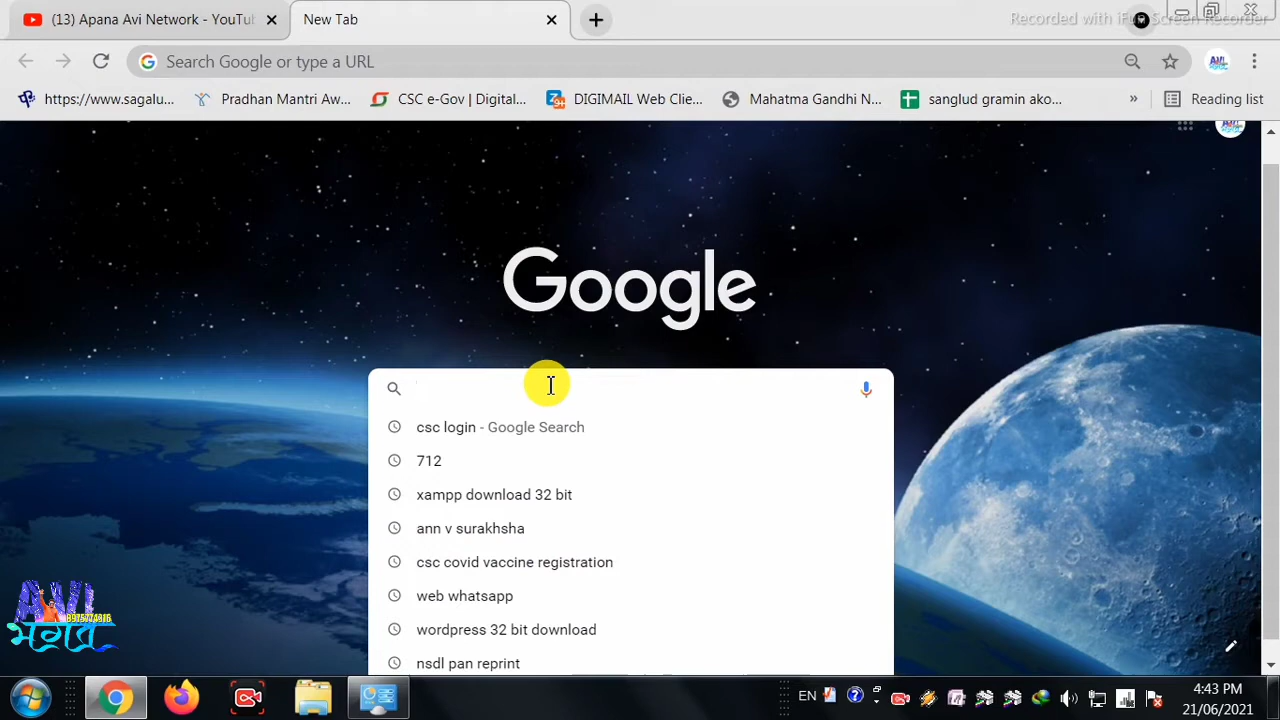 (13) Apana Avi Network - YouTu
New Tab
Recorded with iFun Screen Recorder
Search Google or type a URL
https://www.sagalu...
Pradhan Mantri Aw...
CSC e-Gov | Digital...
DIGIMAIL Web Clie...
Mahatma Gandhi N...
sanglud gramin ako...
»
Reading list
Google
csc login - Google Search
712
xampp download 32 bit
ann v surakhsha
csc covid vaccine registration
web whatsapp
wordpress 32 bit download
nsdl pan reprint
AVI
9975774316
भगत
EN
4:43 PM
21/06/2021